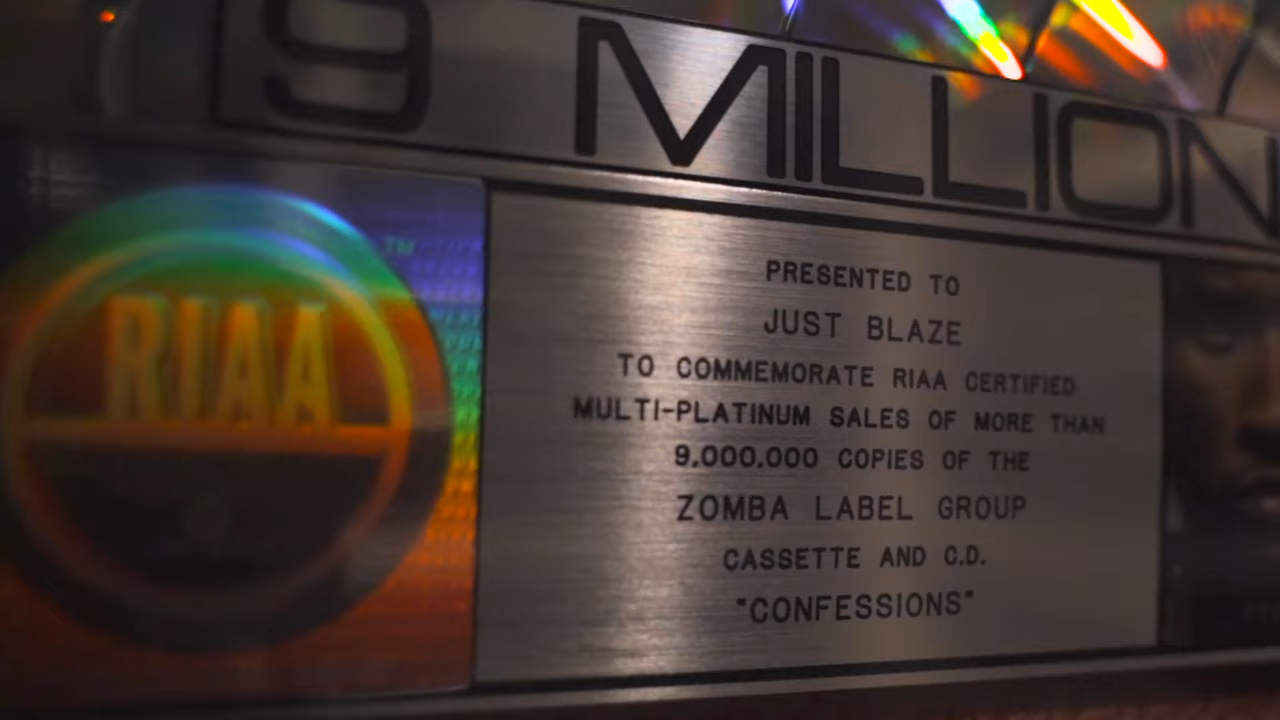 9 MILLION
RIAA
TM
PRESENTED TO
JUST BLAZE
TO COMMEMORATE RIAA CERTIFIED
MULTI-PLATINUM SALES OF MORE THAN
9,000,000 COPIES OF THE
ZOMBA LABEL GROUP
CASSETTE AND C.D.
"CONFESSIONS"